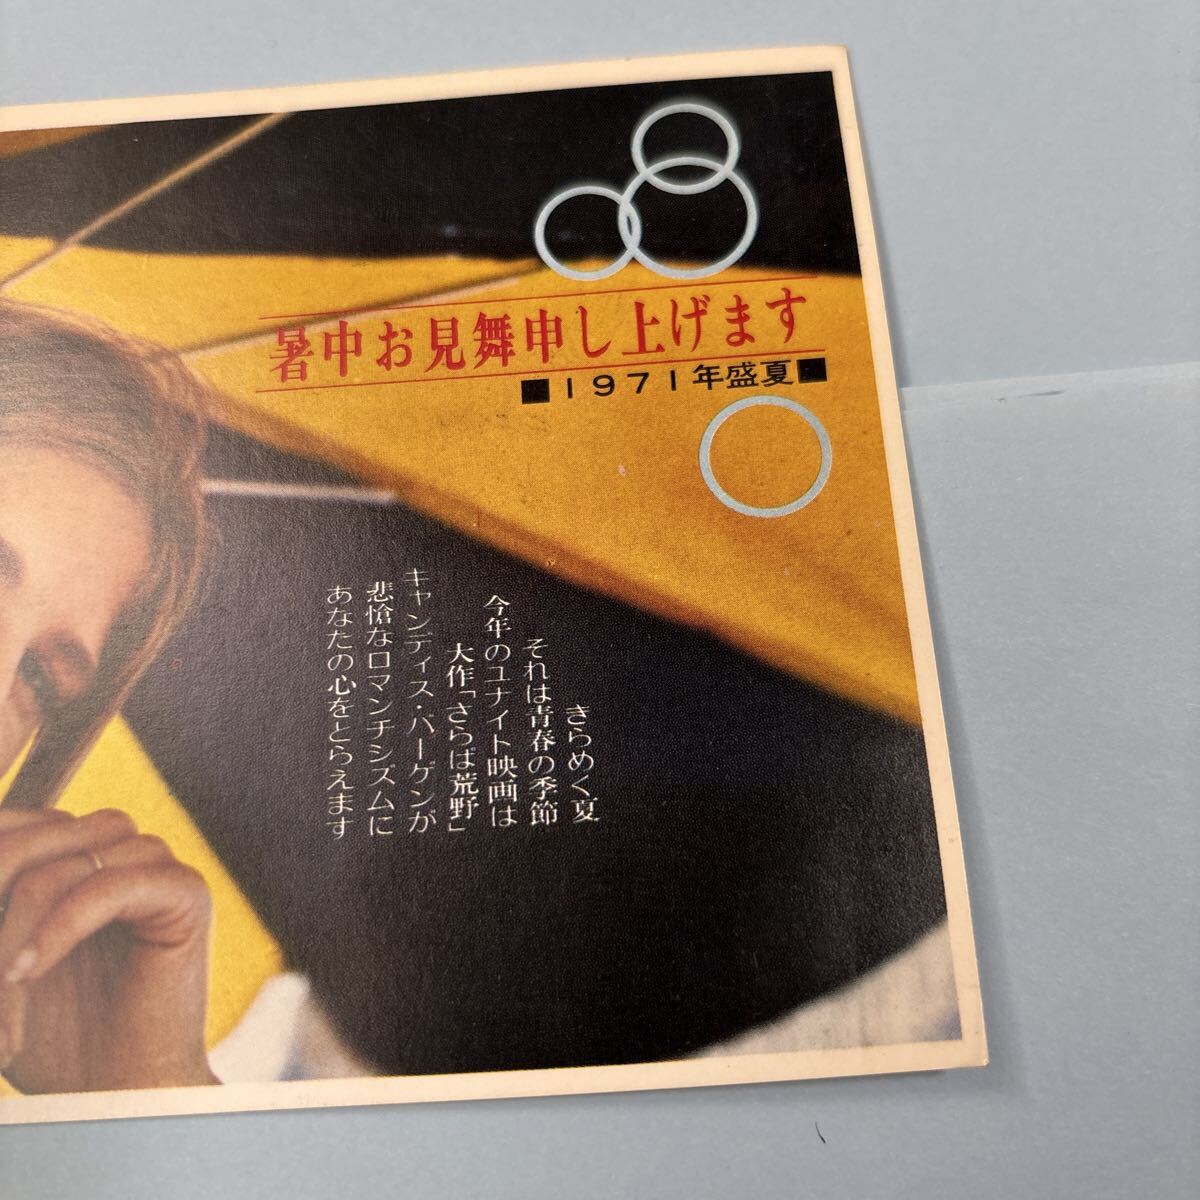 暑中お見舞申し上げます
■1971年盛夏■
きらめく夏
それは青春の季節
今年のユナイト映画は
大作「さらば荒野」
キャンディス・バーゲンが
悲愴なロマンチシズムに
あなたの心をとらえます